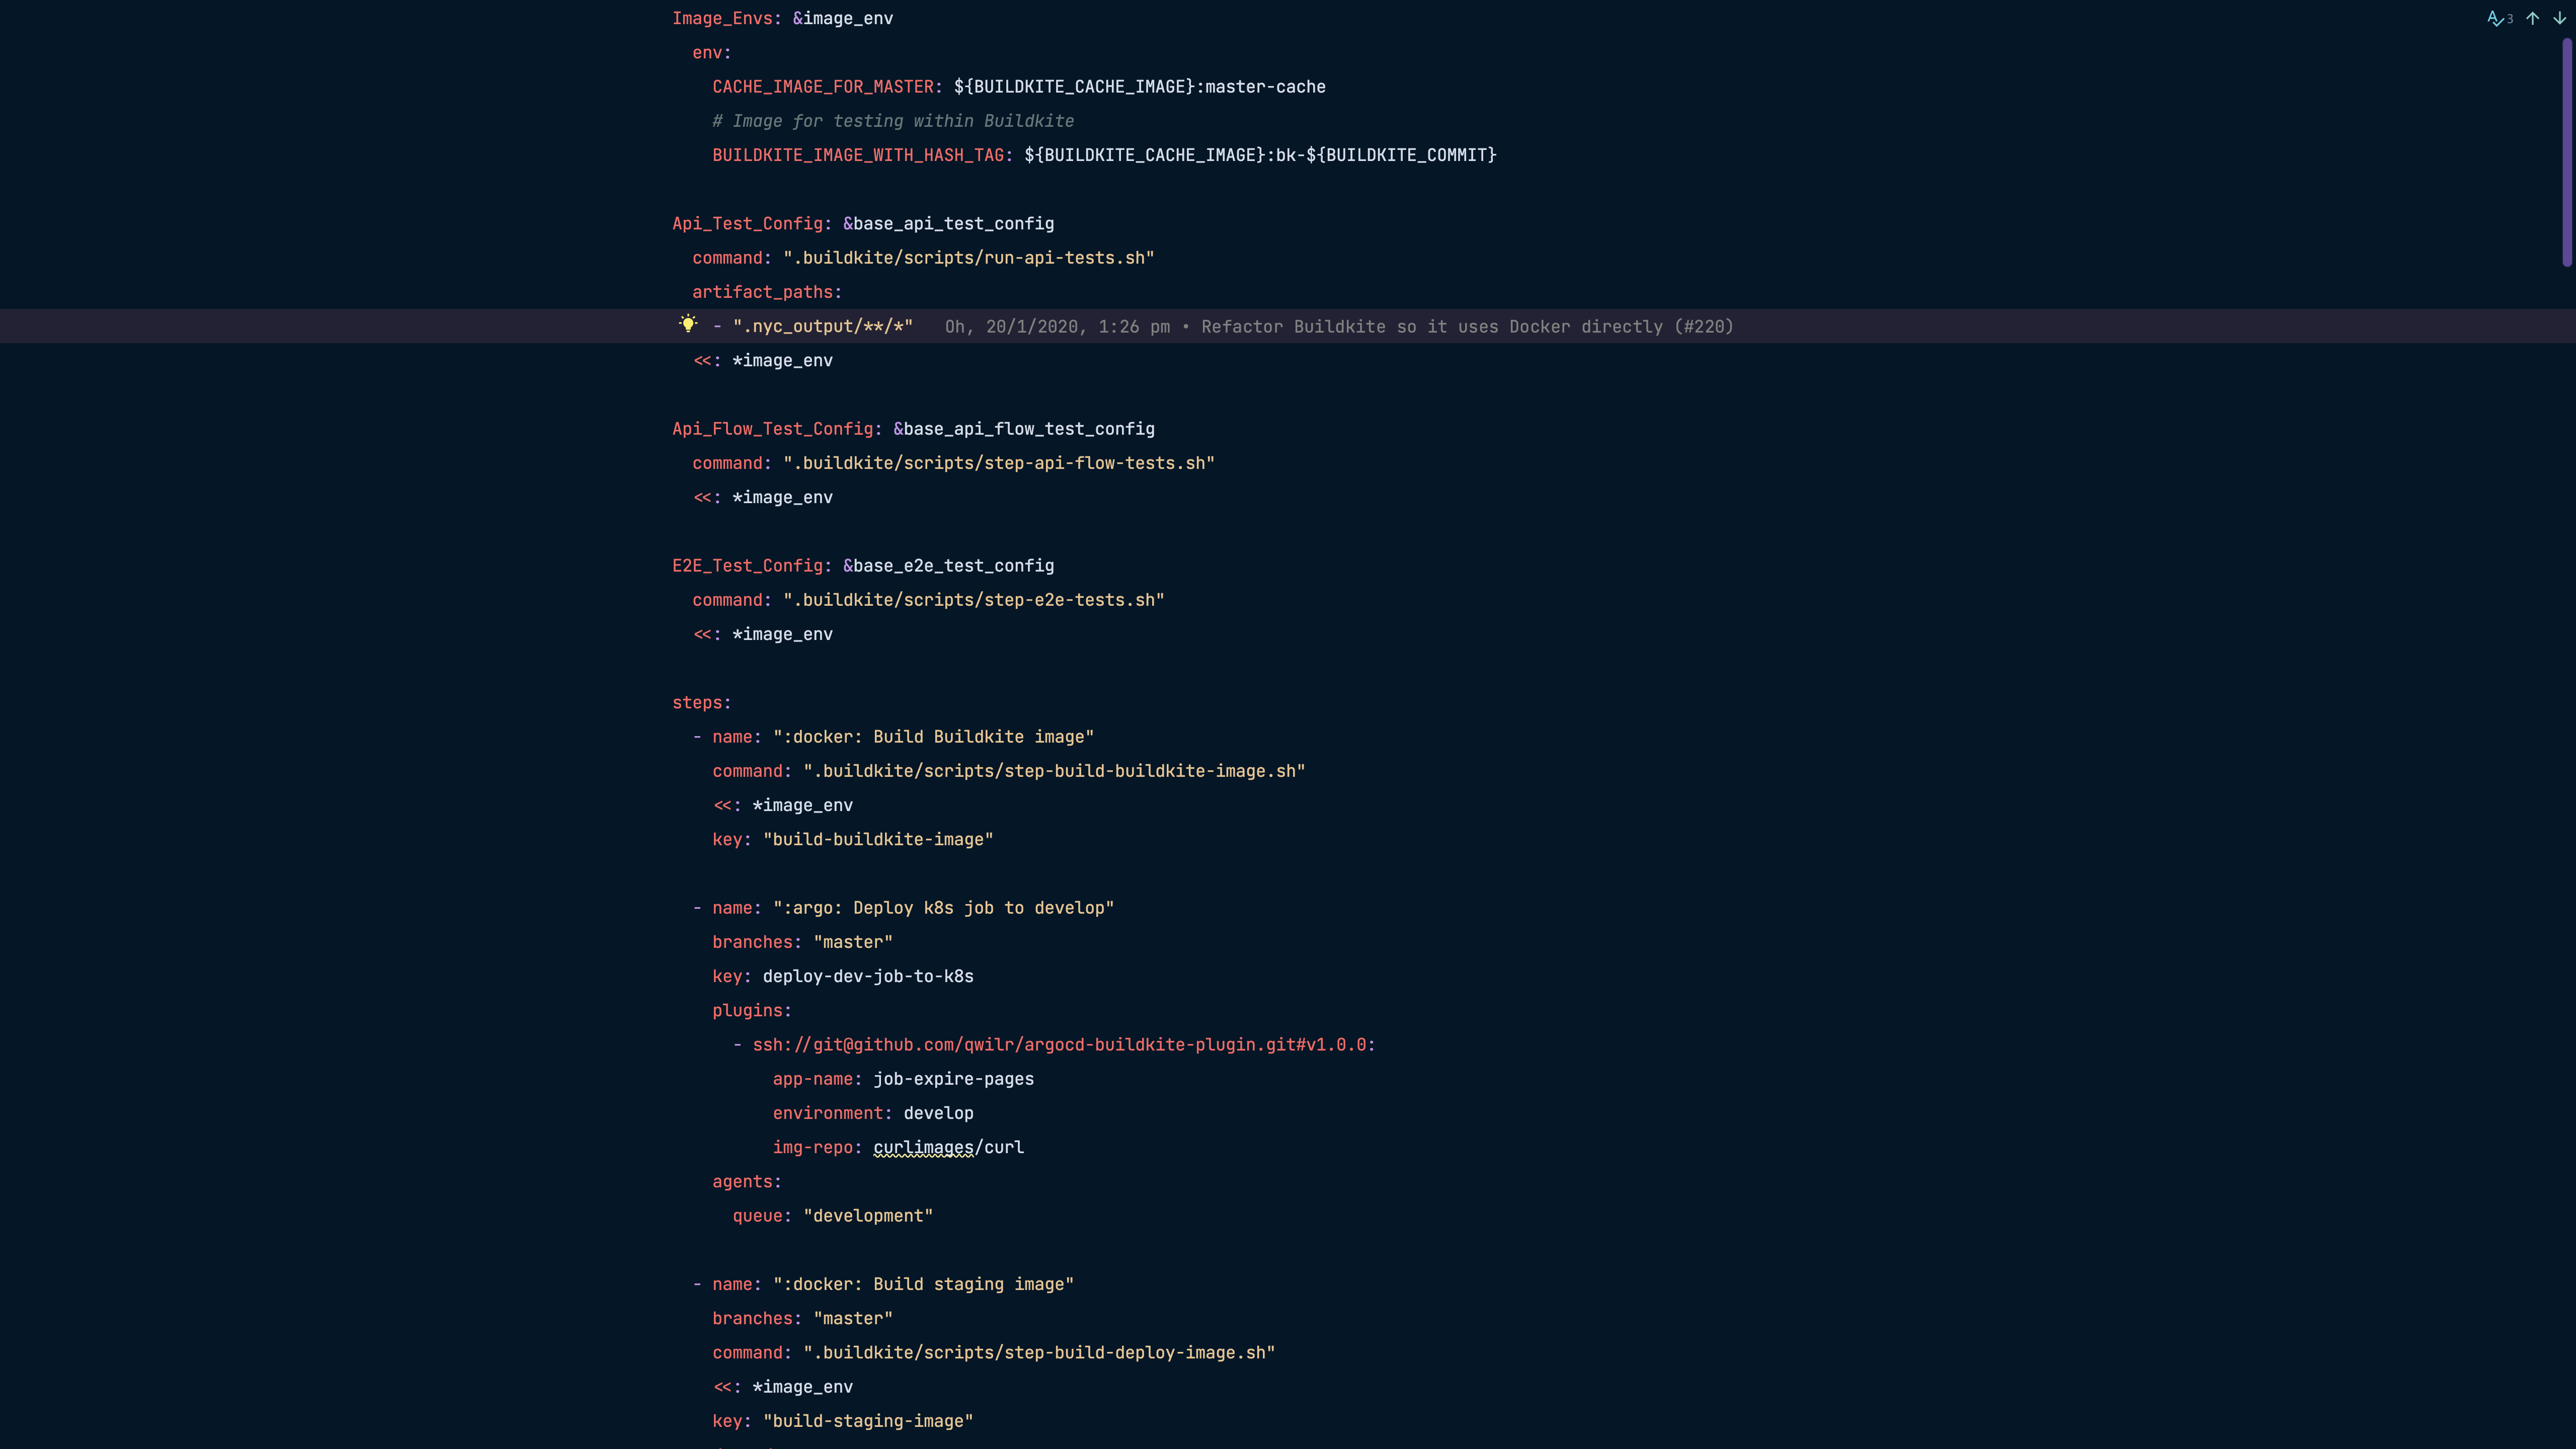 Image_Envs: &image_env
3
  env:
    CACHE_IMAGE_FOR_MASTER: ${BUILDKITE_CACHE_IMAGE}:master-cache
    # Image for testing within Buildkite
    BUILDKITE_IMAGE_WITH_HASH_TAG: ${BUILDKITE_CACHE_IMAGE}:bk-${BUILDKITE_COMMIT}
Api_Test_Config: &base_api_test_config
  command: ".buildkite/scripts/run-api-tests.sh"
  artifact_paths:
    - ".nyc_output/**/*"   Oh, 20/1/2020, 1:26 pm • Refactor Buildkite so it uses Docker directly (#220)
  <<: *image_env
Api_Flow_Test_Config: &base_api_flow_test_config
  command: ".buildkite/scripts/step-api-flow-tests.sh"
  <<: *image_env
E2E_Test_Config: &base_e2e_test_config
  command: ".buildkite/scripts/step-e2e-tests.sh"
  <<: *image_env
steps:
  - name: ":docker: Build Buildkite image"
    command: ".buildkite/scripts/step-build-buildkite-image.sh"
    <<: *image_env
    key: "build-buildkite-image"
  - name: ":argo: Deploy k8s job to develop"
    branches: "master"
    key: deploy-dev-job-to-k8s
    plugins:
      - ssh://git@github.com/qwilr/argocd-buildkite-plugin.git#v1.0.0:
          app-name: job-expire-pages
          environment: develop
          img-repo: curlimages/curl
    agents:
      queue: "development"
  - name: ":docker: Build staging image"
    branches: "master"
    command: ".buildkite/scripts/step-build-deploy-image.sh"
    <<: *image_env
    key: "build-staging-image"